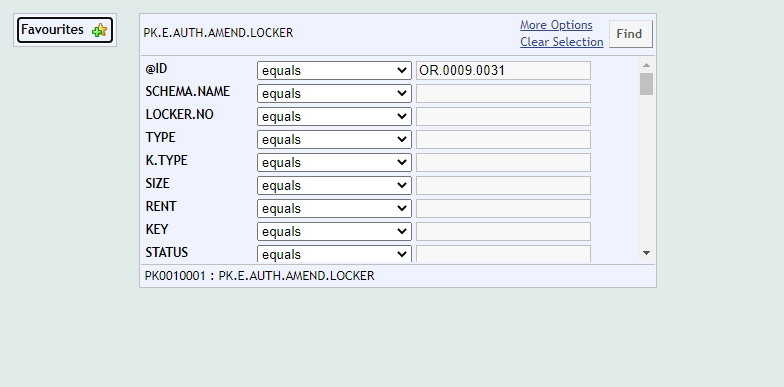 Favourites
PK.E.AUTH.AMEND.LOCKER
More Options
Clear Selection
Find
@ID equals OR.0009.0031
SCHEMA.NAME equals
LOCKER.NO equals
TYPE equals
K.TYPE equals
SIZE equals
RENT equals
KEY equals
STATUS equals
PK0010001 : PK.E.AUTH.AMEND.LOCKER